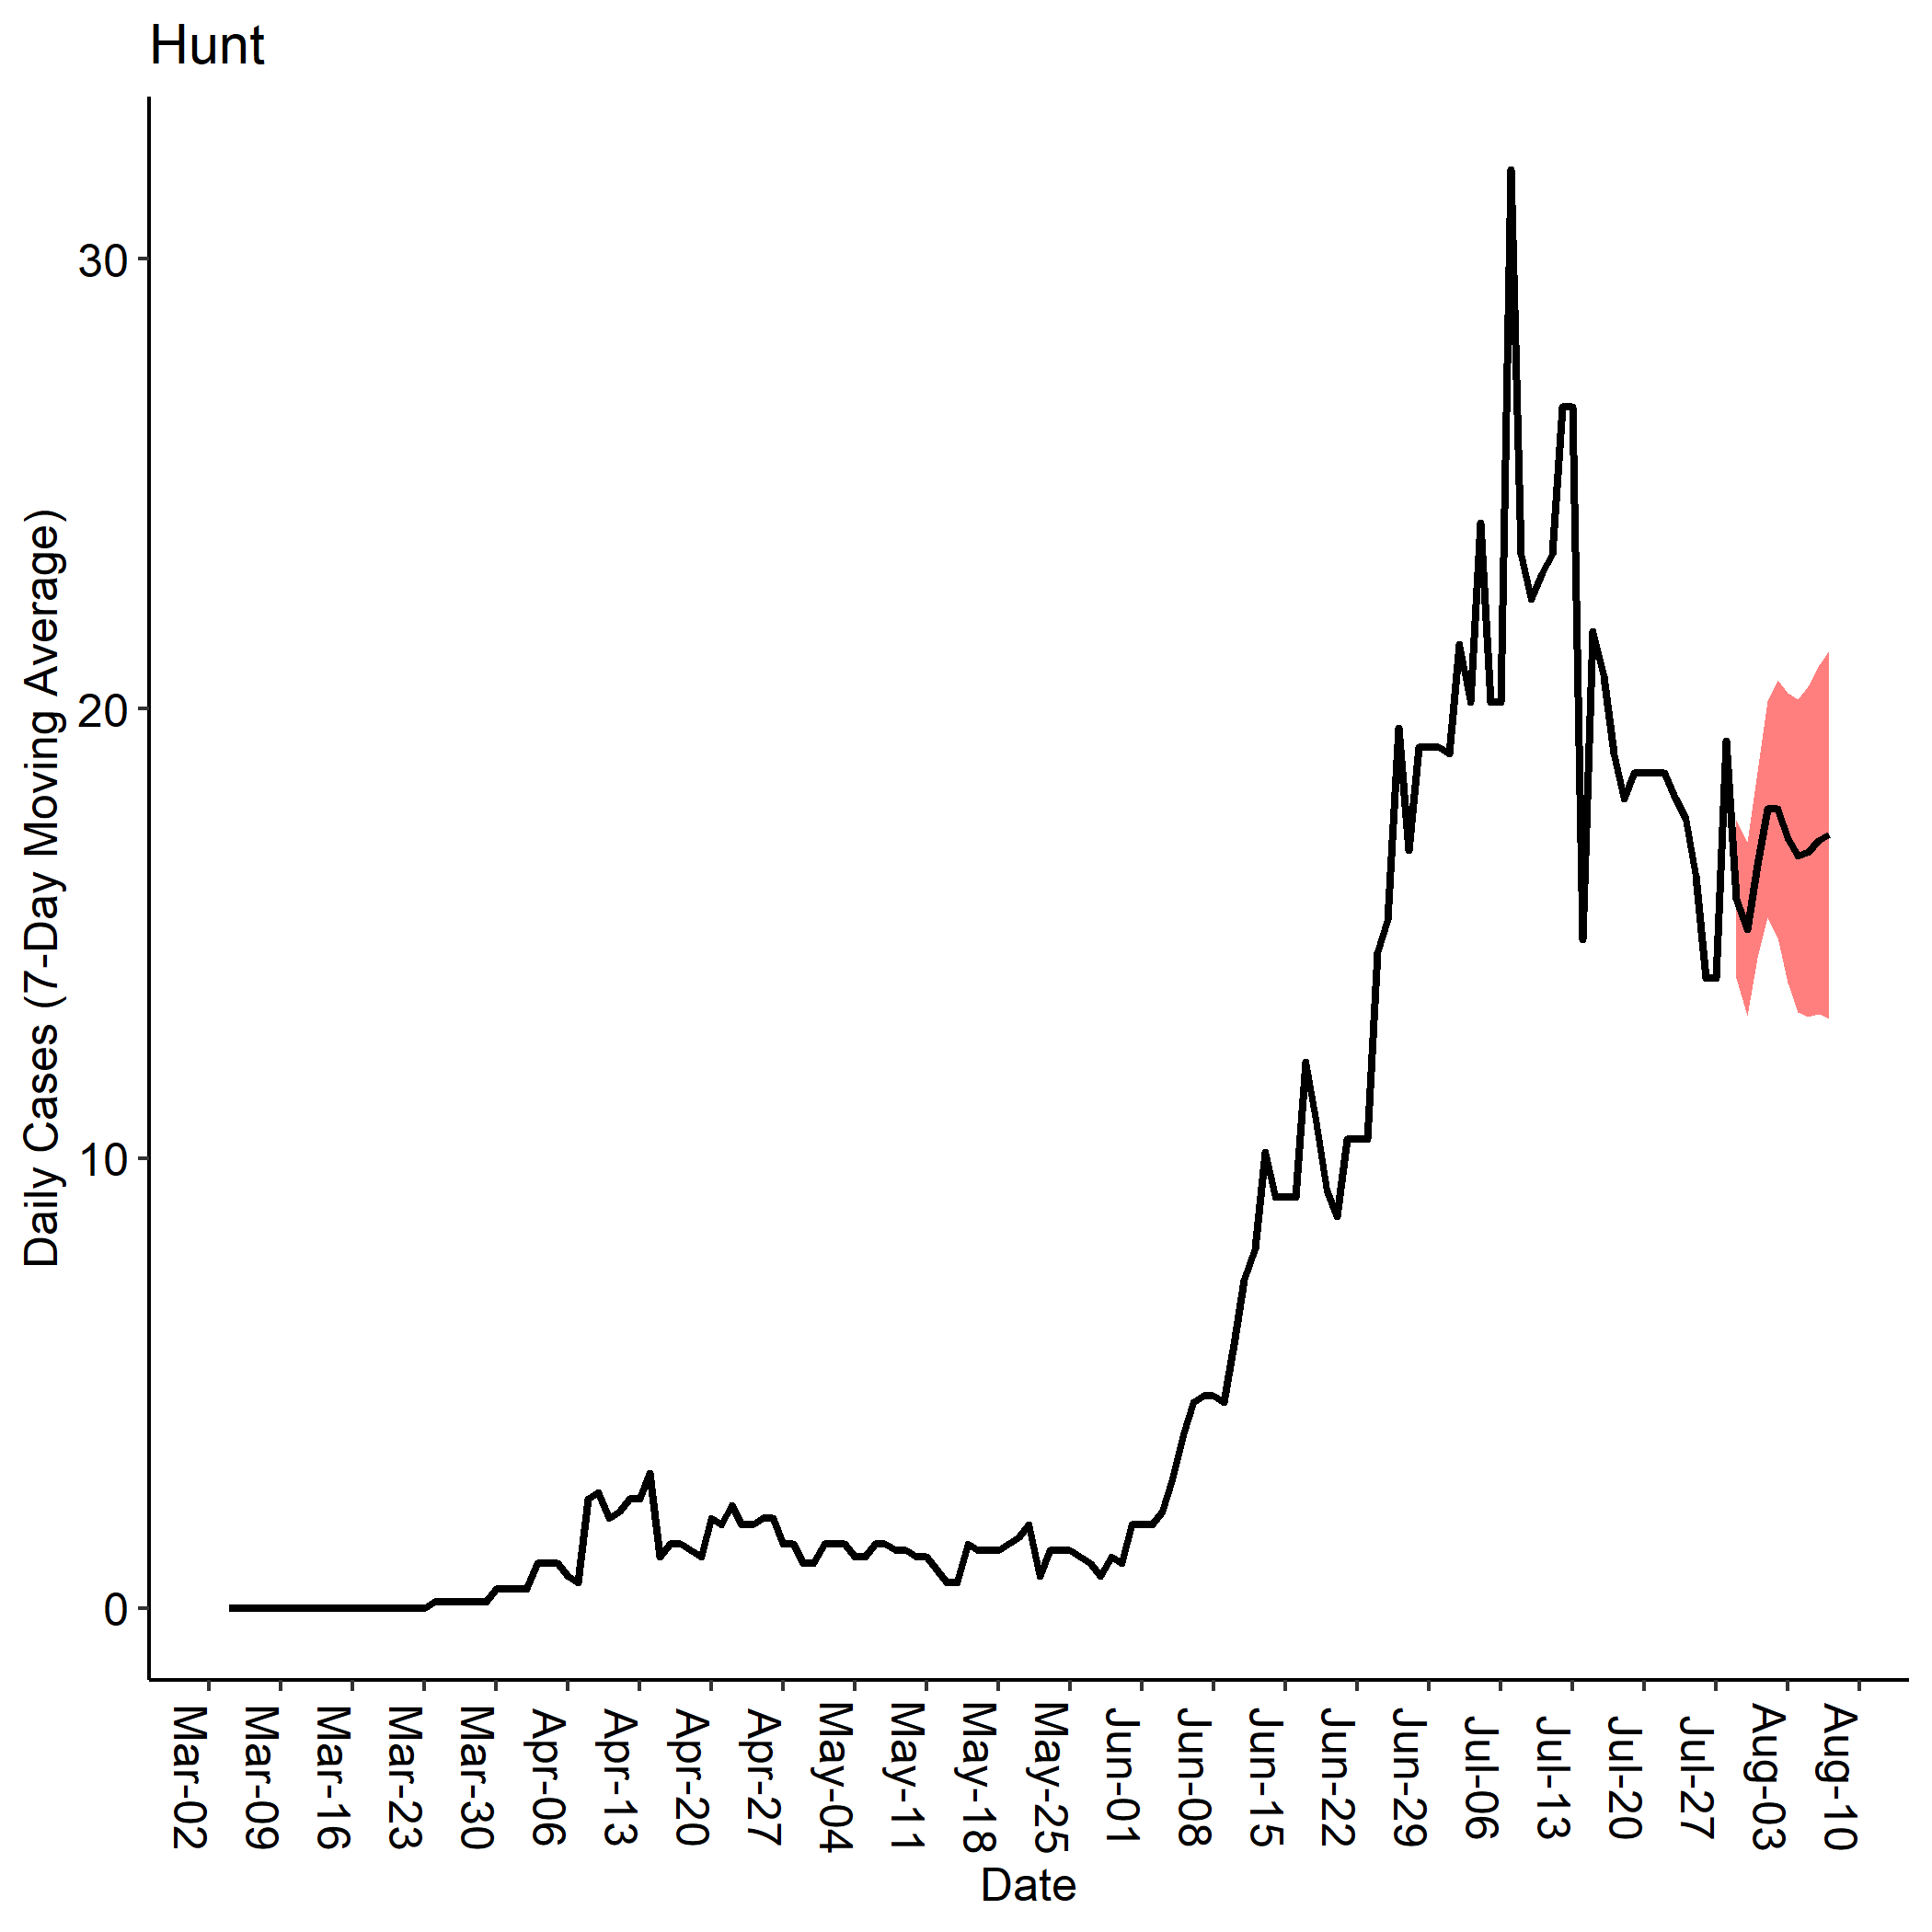 Hunt
Daily Cases (7-Day Moving Average)
30
20
10
0
Mar-02
Mar-09
Mar-16
Mar-23
Mar-30
Apr-06
Apr-13
Apr-20
Apr-27
May-04
May-11
May-18
May-25
Jun-01
Jun-08
Jun-15
Jun-22
Jun-29
Jul-06
Jul-13
Jul-20
Jul-27
Aug-03
Aug-10
Date